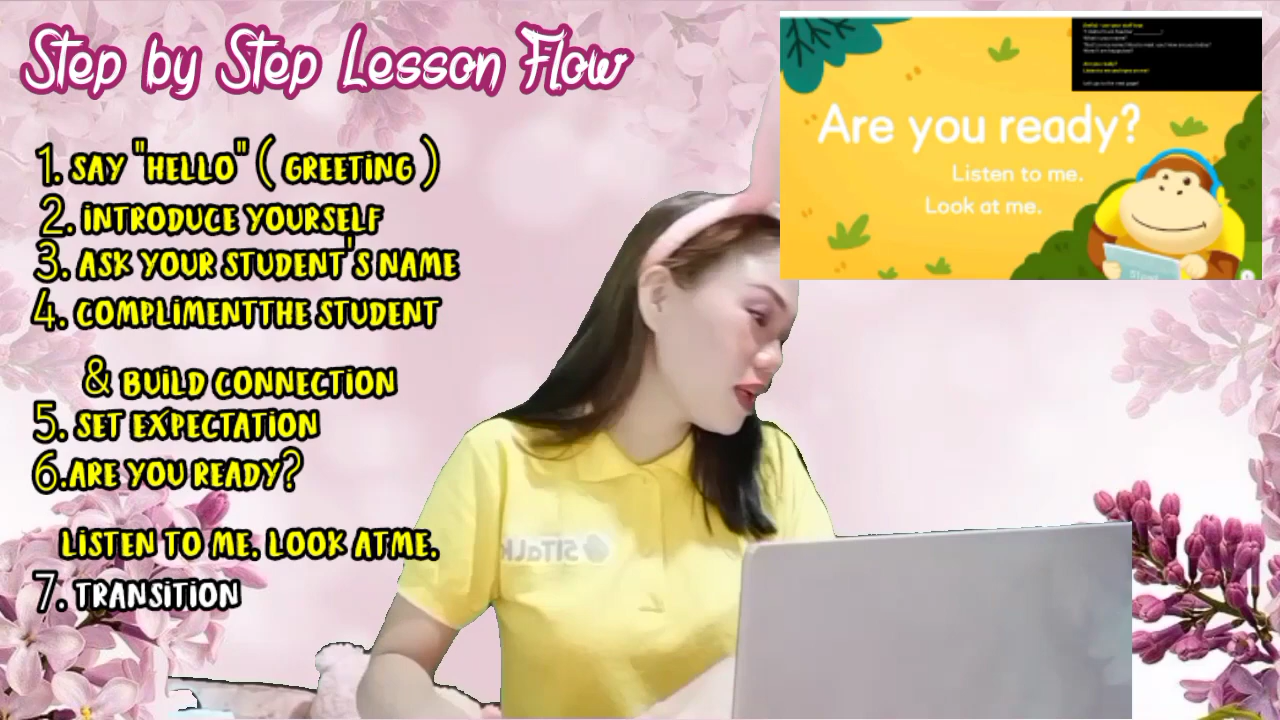 Step by Step Lesson Flow
1. SAY "HELLO" ( GREETING )
2. INTRODUCE YOURSELF
3. ASK YOUR STUDENT'S NAME
4. COMPLIMENTTHE STUDENT
& BUILD CONNECTION
5. SET EXPECTATION
6.ARE YOU READY?
LISTEN TO ME. LOOK ATME.
7. TRANSITION
Are you ready?
Listen to me.
Look at me.
51Talk